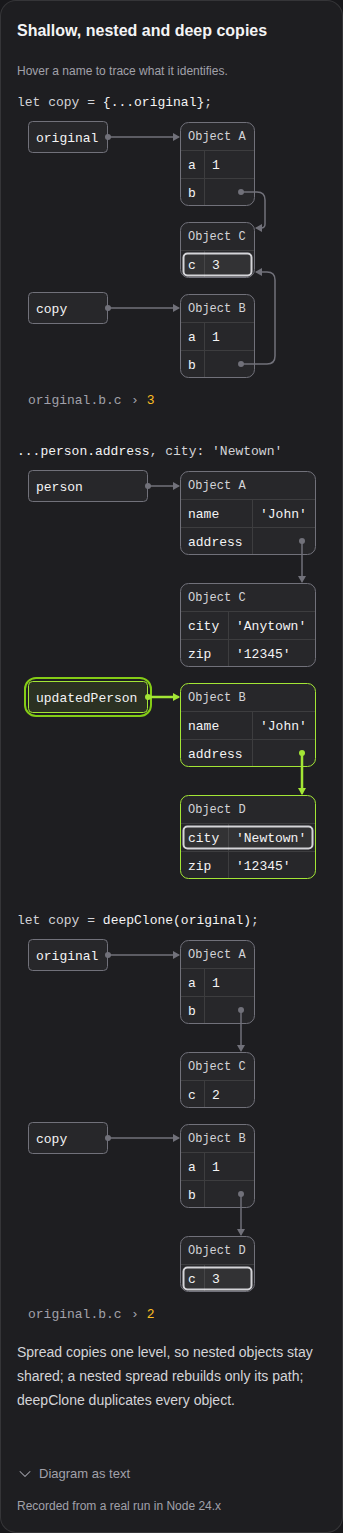 Shallow, nested and deep copies
Hover a name to trace what it identifies.
let copy = {...original};
original
Object A
a 1
b
Object C
c 3
copy
Object B
a 1
b
original.b.c › 3
...person.address, city: 'Newtown'
person
Object A
name 'John'
address
Object C
city 'Anytown'
zip '12345'
updatedPerson
Object B
name 'John'
address
Object D
city 'Newtown'
zip '12345'
let copy = deepClone(original);
original
Object A
a 1
b
Object C
c 2
copy
Object B
a 1
b
Object D
c 3
original.b.c › 2
Spread copies one level, so nested objects stay
shared; a nested spread rebuilds only its path;
deepClone duplicates every object.
Diagram as text
Recorded from a real run in Node 24.x